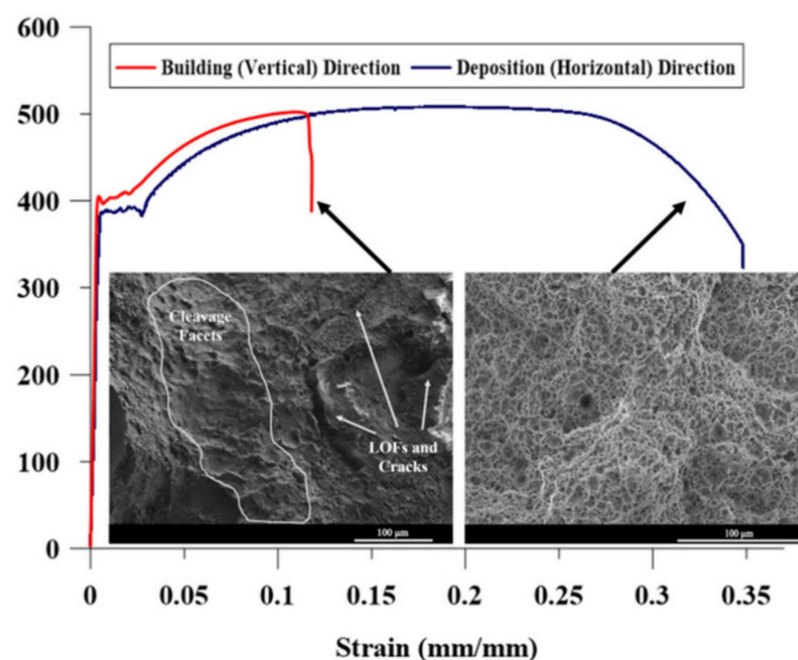 600
Building (Vertical) Direction Deposition (Horizontal) Direction
500
400
300
Cleavage
Facets
200
LOFs and
Cracks
100
100 µm 100 µm
0
0 0.05 0.1 0.15 0.2 0.25 0.3 0.35
Strain (mm/mm)